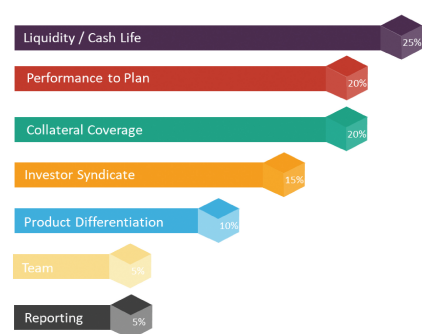 Liquidity / Cash Life
25%
Performance to Plan
20%
Collateral Coverage
20%
Investor Syndicate
15%
Product Differentiation
10%
Team
5%
Reporting
5%